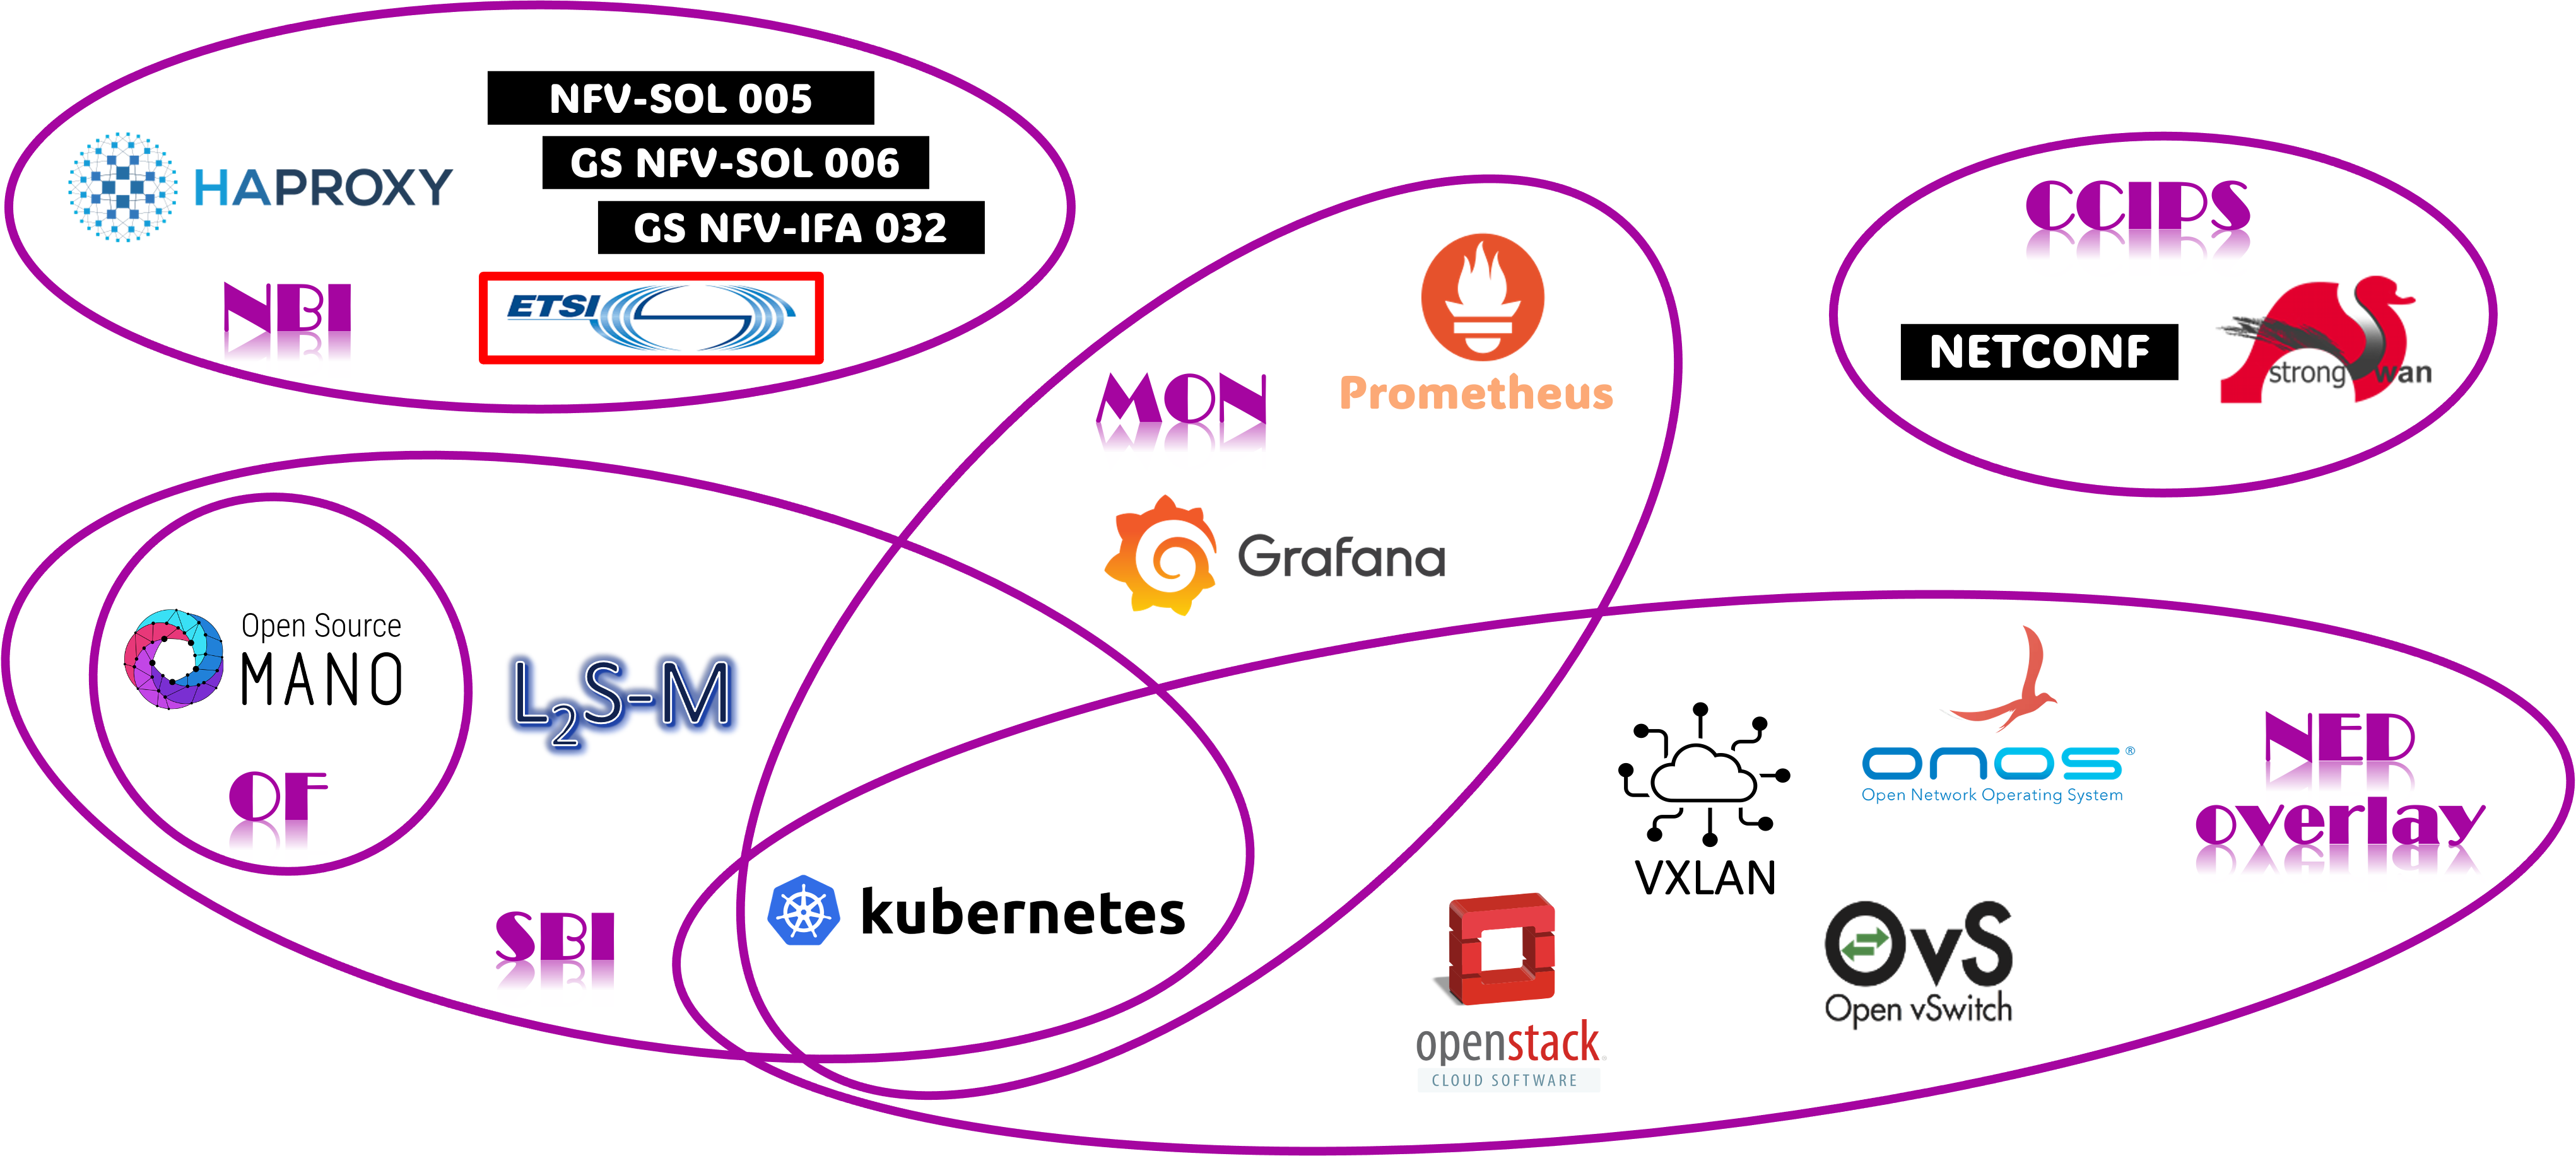 NFV-SOL 005
GS NFV-SOL 006
HAPROXY
GS NFV-IFA 032
NBI
ETSI
CCIPS
NETCONF
strongSwan
MON
Prometheus
Grafana
Open Source
MANO
OF
L2S-M
SBI
kubernetes
VXLAN
onos®
Open Network Operating System
NED
overlay
OvS
Open vSwitch
openstack
CLOUD SOFTWARE